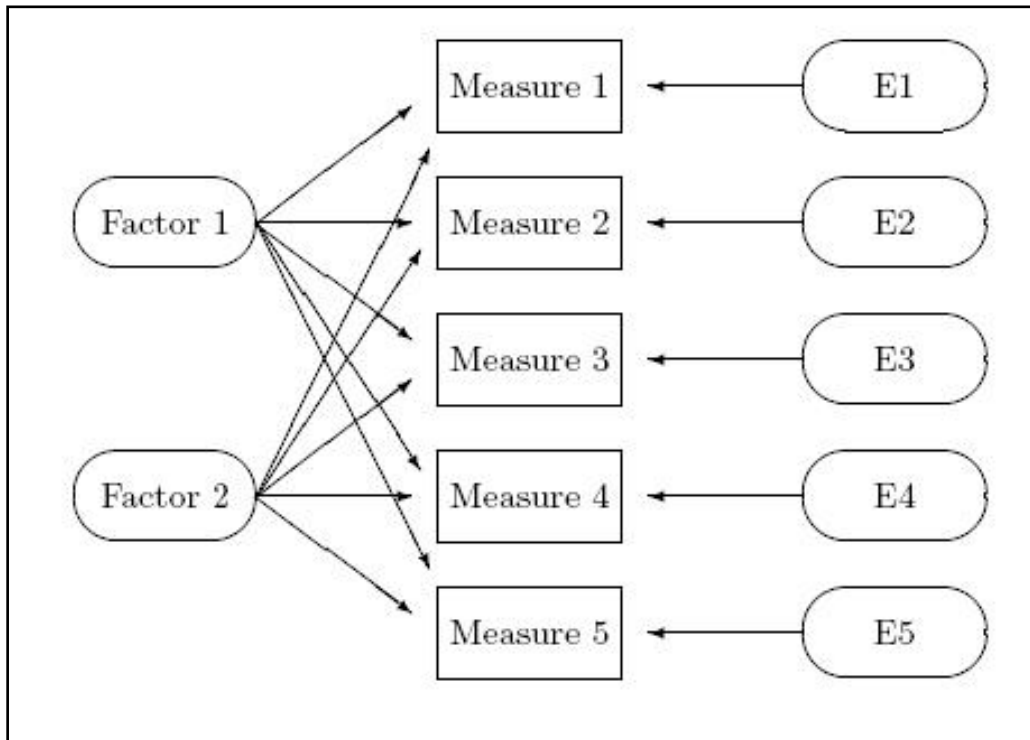 Measure 1
E1
Factor 1
Measure 2
E2
Measure 3
E3
Factor 2
Measure 4
E4
Measure 5
E5